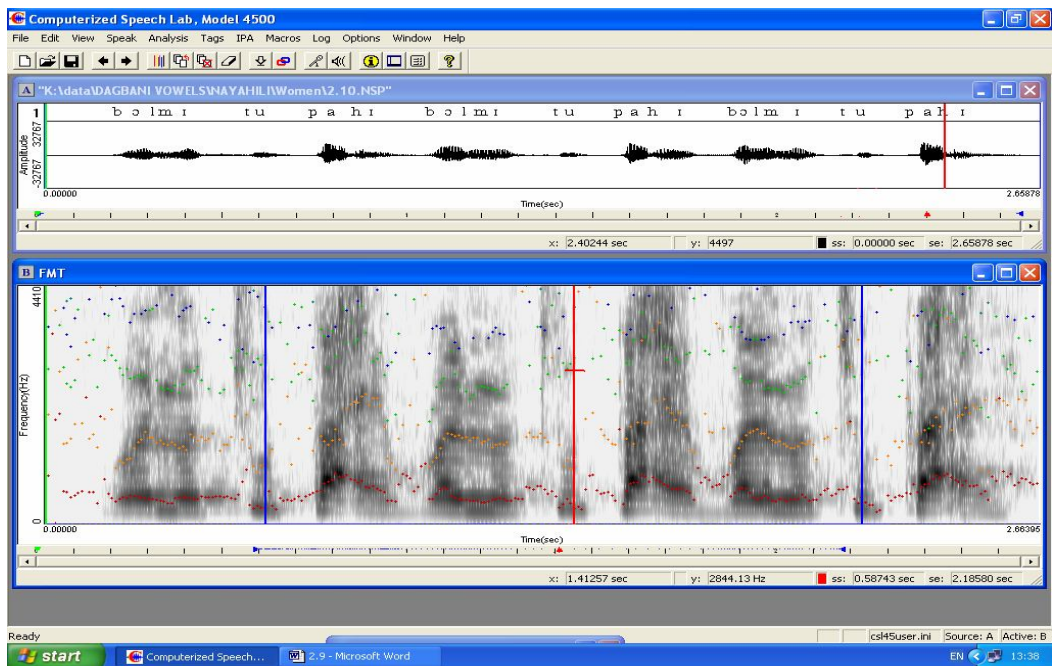 Computerized Speech Lab, Model 4500
File Edit View Speak Analysis Tags IPA Macros Log Options Window Help
A "K:\data\DAGBANI VOWELS\NAYAHILI\Women\2.10.NSP"
1 b ɔ lm ɪ t u p a h ɪ b ɔ l m ɪ t u p a h ɪ b ɔ l m ɪ t u p a h ɪ
Amplitude
-32767 32767
0.00000 2.65878
Time(sec)
2
x: 2.40244 sec y: 4497 ss: 0.00000 sec se: 2.65878 sec
B FMT
4410
Frequency(Hz)
0
0.00000 2.66395
Time(sec)
2
x: 1.41257 sec y: 2844.13 Hz ss: 0.58743 sec se: 2.18580 sec
Ready csl45user.ini Source: A Active: B
start Computerized Speech... 2.9 - Microsoft Word EN 13:38